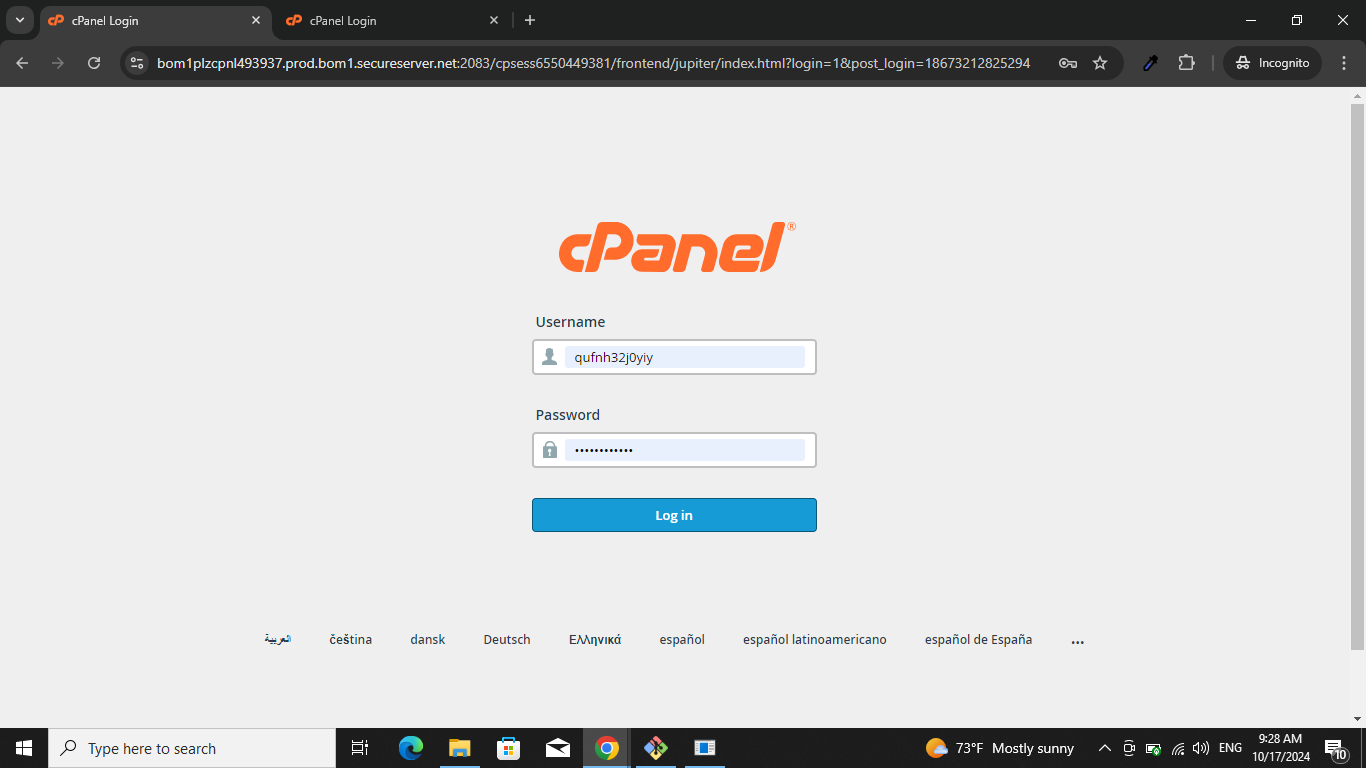 cPanel Login
cPanel Login
bom1plzcpnl493937.prod.bom1.secureserver.net:2083/cpsess6550449381/frontend/jupiter/index.html?login=1&post_login=18673212825294
Incognito
cPanel®
Username
qufnh32j0yiy
Password
••••••••••••
Log in
العربية čeština dansk Deutsch Ελληνικά español español latinoamericano español de España ...
Type here to search
73°F Mostly sunny
ENG
9:28 AM
10/17/2024
10